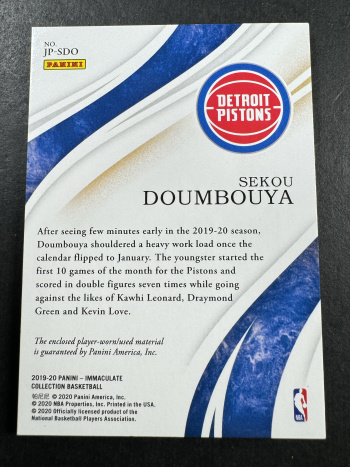 NO.
JP-SDO
PANINI
DETROIT
PISTONS
SEKOU
DOUMBOUYA
After seeing few minutes early in the 2019-20 season,
Doumbouya shouldered a heavy work load once the
calendar flipped to January. The youngster started the
first 10 games of the month for the Pistons and
scored in double figures seven times while going
against the likes of Kawhi Leonard, Draymond
Green and Kevin Love.
The enclosed player-worn/used material
is guaranteed by Panini America, Inc.
2019-20 PANINI – IMMACULATE
COLLECTION BASKETBALL
帕尼尼 © 2020 Panini America, Inc.
© 2020 NBA Properties, Inc. Printed in the USA.
© 2020 Officially licensed product of the
National Basketball Players Association.
NBA